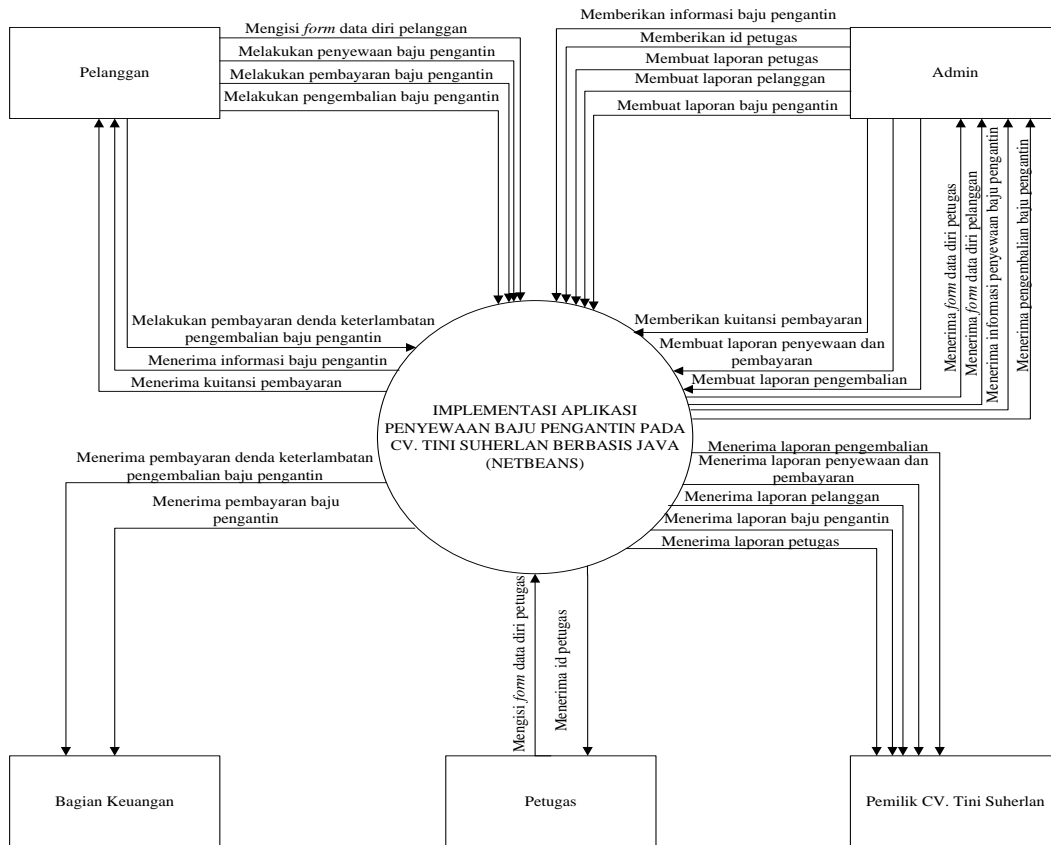 Mengisi form data diri pelanggan
Melakukan penyewaan baju pengantin
Melakukan pembayaran baju pengantin
Melakukan pengembalian baju pengantin
Pelanggan
Memberikan informasi baju pengantin
Memberikan id petugas
Membuat laporan petugas
Membuat laporan pelanggan
Membuat laporan baju pengantin
Admin
Menerima form data diri petugas
Menerima form data diri pelanggan
Menerima informasi penyewaan baju pengantin
Menerima pengembalian baju pengantin
Melakukan pembayaran denda keterlambatan
pengembalian baju pengantin
Menerima informasi baju pengantin
Menerima kuitansi pembayaran
Memberikan kuitansi pembayaran
Membuat laporan penyewaan dan
pembayaran
Membuat laporan pengembalian
IMPLEMENTASI APLIKASI
PENYEWAAN BAJU PENGANTIN PADA
CV. TINI SUHERLAN BERBASIS JAVA
(NETBEANS)
Menerima pembayaran denda keterlambatan
pengembalian baju pengantin
Menerima pembayaran baju
pengantin
Menerima laporan pengembalian
Menerima laporan penyewaan dan
pembayaran
Menerima laporan pelanggan
Menerima laporan baju pengantin
Menerima laporan petugas
Mengisi form data diri petugas
Menerima id petugas
Bagian Keuangan
Petugas
Pemilik CV. Tini Suherlan